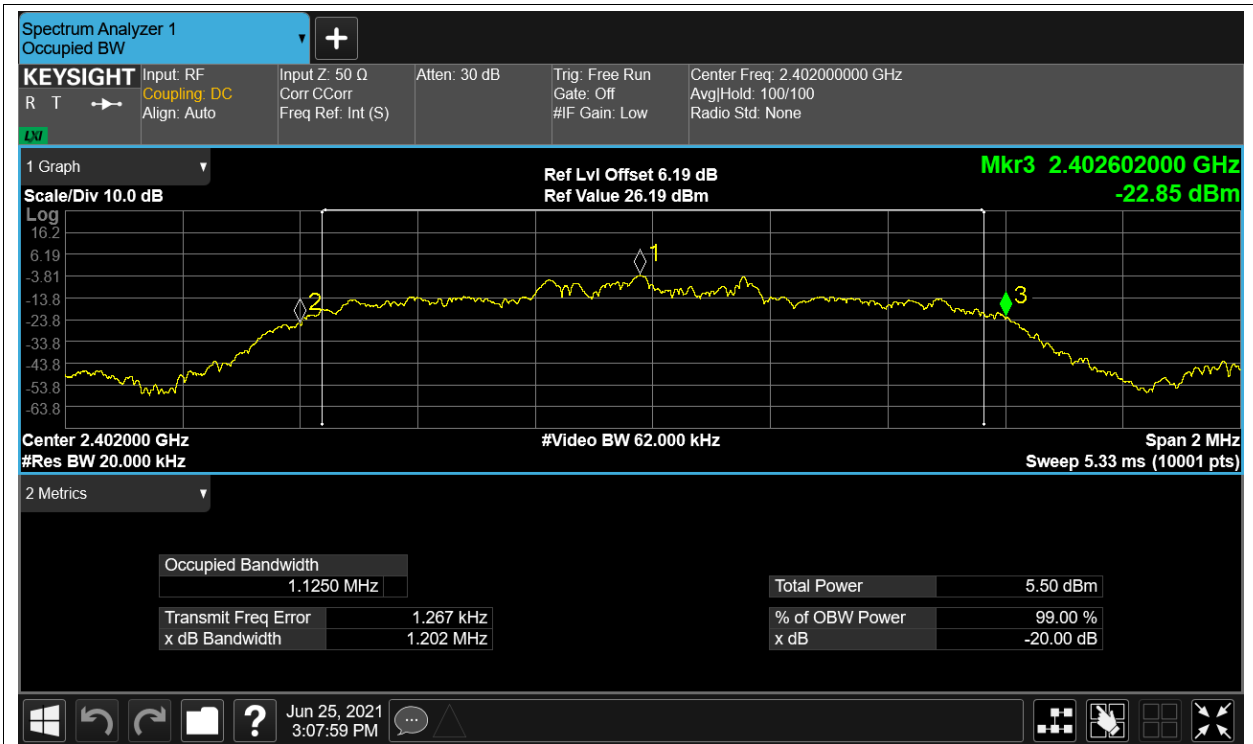 Spectrum Analyzer 1
Occupied BW
KEYSIGHT
R T
LXI
Input: RF
Coupling: DC
Align: Auto
Input Z: 50 Ω
Corr CCorr
Freq Ref: Int (S)
Atten: 30 dB
Trig: Free Run
Gate: Off
#IF Gain: Low
Center Freq: 2.402000000 GHz
Avg|Hold: 100/100
Radio Std: None
1 Graph
Scale/Div 10.0 dB
Ref Lvl Offset 6.19 dB
Ref Value 26.19 dBm
Mkr3 2.402602000 GHz
-22.85 dBm
Log
16.2
6.19
-3.81
-13.8
-23.8
-33.8
-43.8
-53.8
-63.8
1
2
3
Center 2.402000 GHz
#Res BW 20.000 kHz
#Video BW 62.000 kHz
Span 2 MHz
Sweep 5.33 ms (10001 pts)
2 Metrics
Occupied Bandwidth
1.1250 MHz
Total Power 5.50 dBm
Transmit Freq Error 1.267 kHz
% of OBW Power 99.00 %
x dB Bandwidth 1.202 MHz
x dB -20.00 dB
Jun 25, 2021
3:07:59 PM